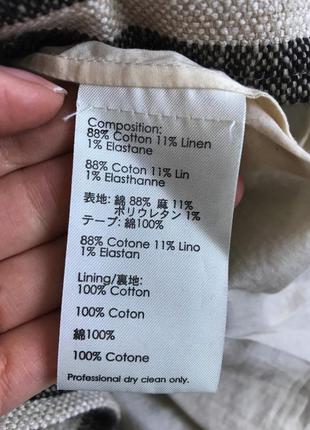 Composition:
88% Cotton 11% Linen
1% Elastane
88% Coton 11% Lin
1% Elasthanne
表地: 綿 88% 麻 11%
ポリウレタン 1%
テープ: 綿100%
88% Cotone 11% Lino
1% Elastan
Lining/裏地:
100% Cotton
100% Coton
綿100%
100% Cotone
Professional dry clean only.